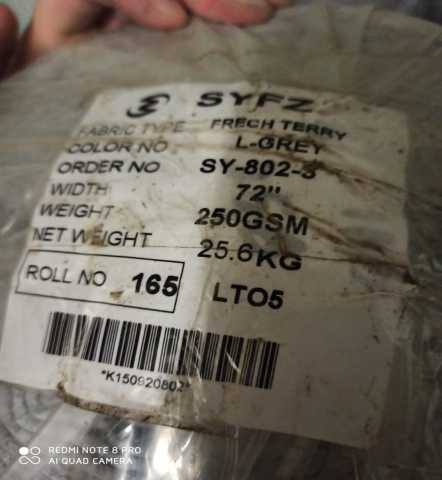 SYFZ
FABRIC TYPE FRECH TERRY
COLOR NO L-GREY
ORDER NO SY-802-3
WIDTH 72"
WEIGHT 250GSM
NET WEIGHT 25.6KG
ROLL NO 165 LTO5
*K150920802*
REDMI NOTE 8 PRO
AI QUAD CAMERA